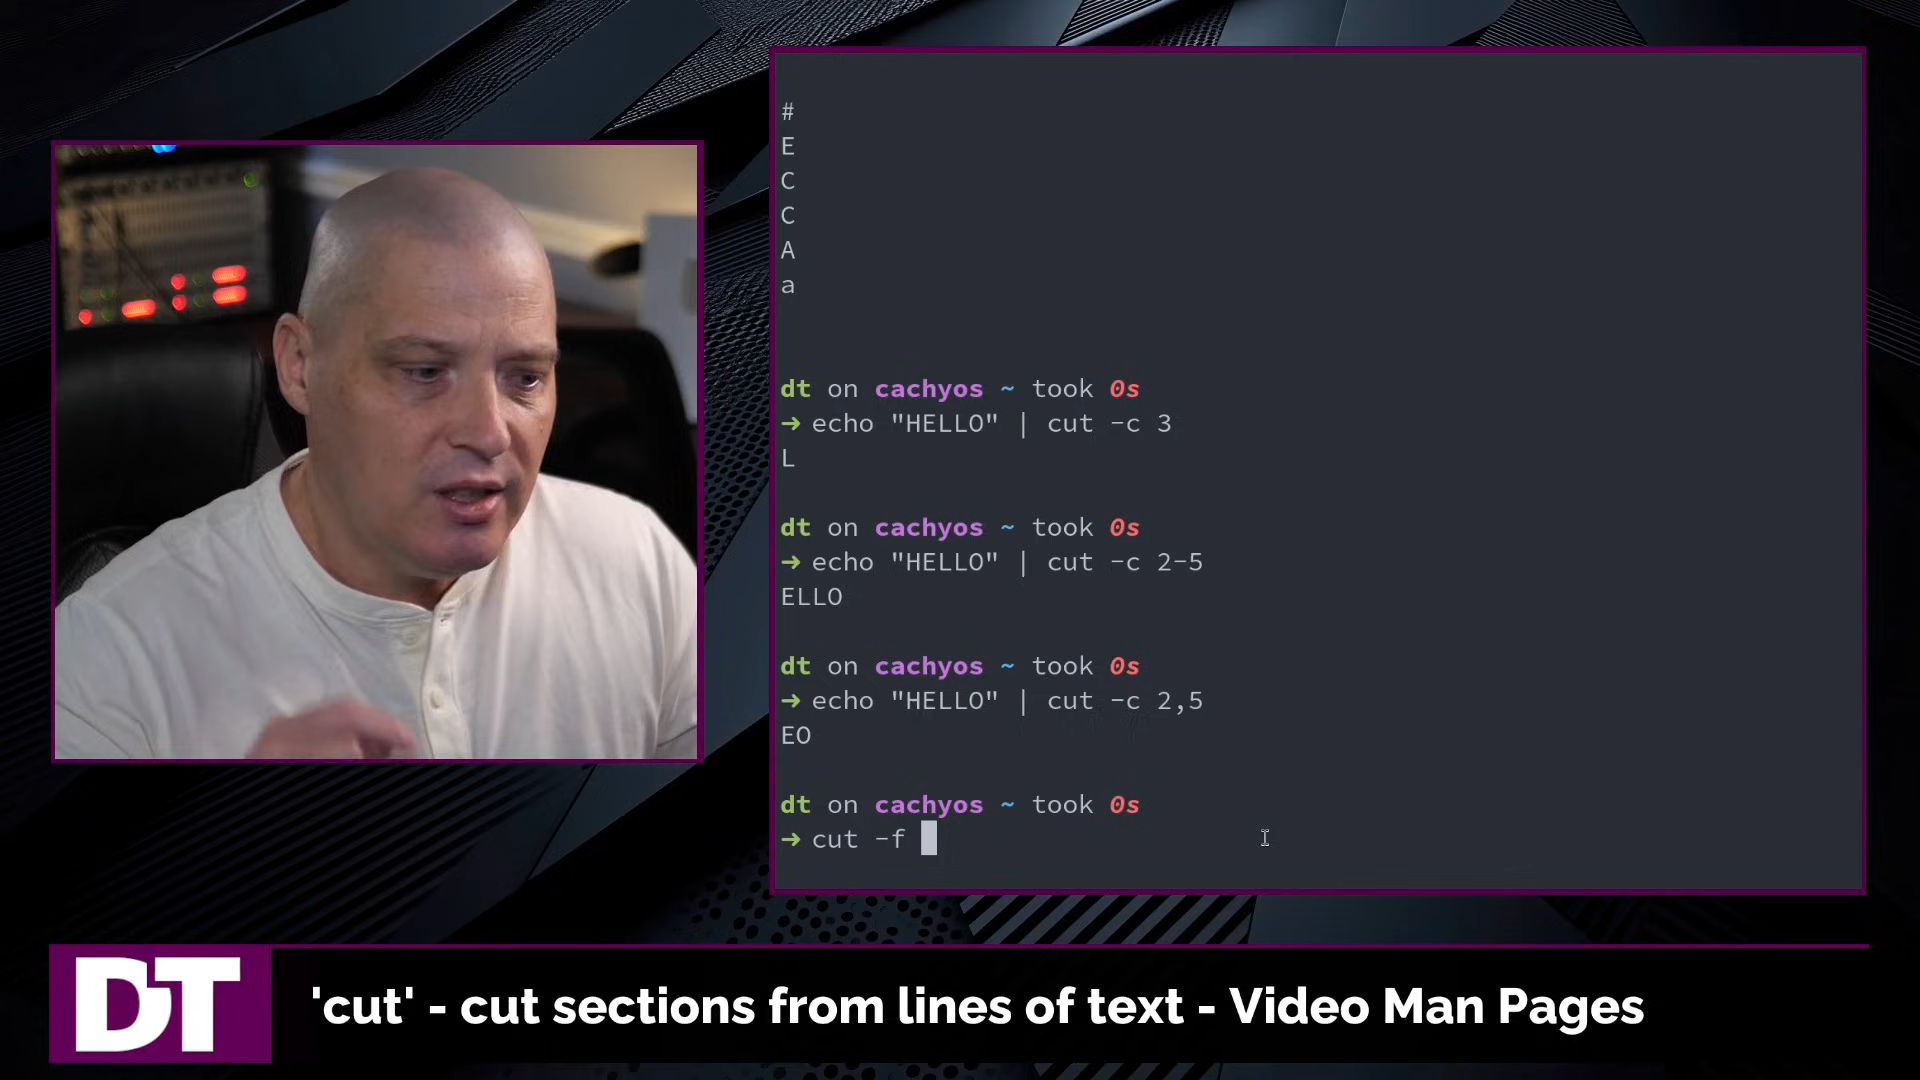 #
E
C
C
A
a
dt on cachyos ~ took 0s
➜ echo "HELLO" | cut -c 3
L
dt on cachyos ~ took 0s
➜ echo "HELLO" | cut -c 2-5
ELLO
dt on cachyos ~ took 0s
➜ echo "HELLO" | cut -c 2,5
EO
dt on cachyos ~ took 0s
➜ cut -f
DT
'cut' - cut sections from lines of text - Video Man Pages